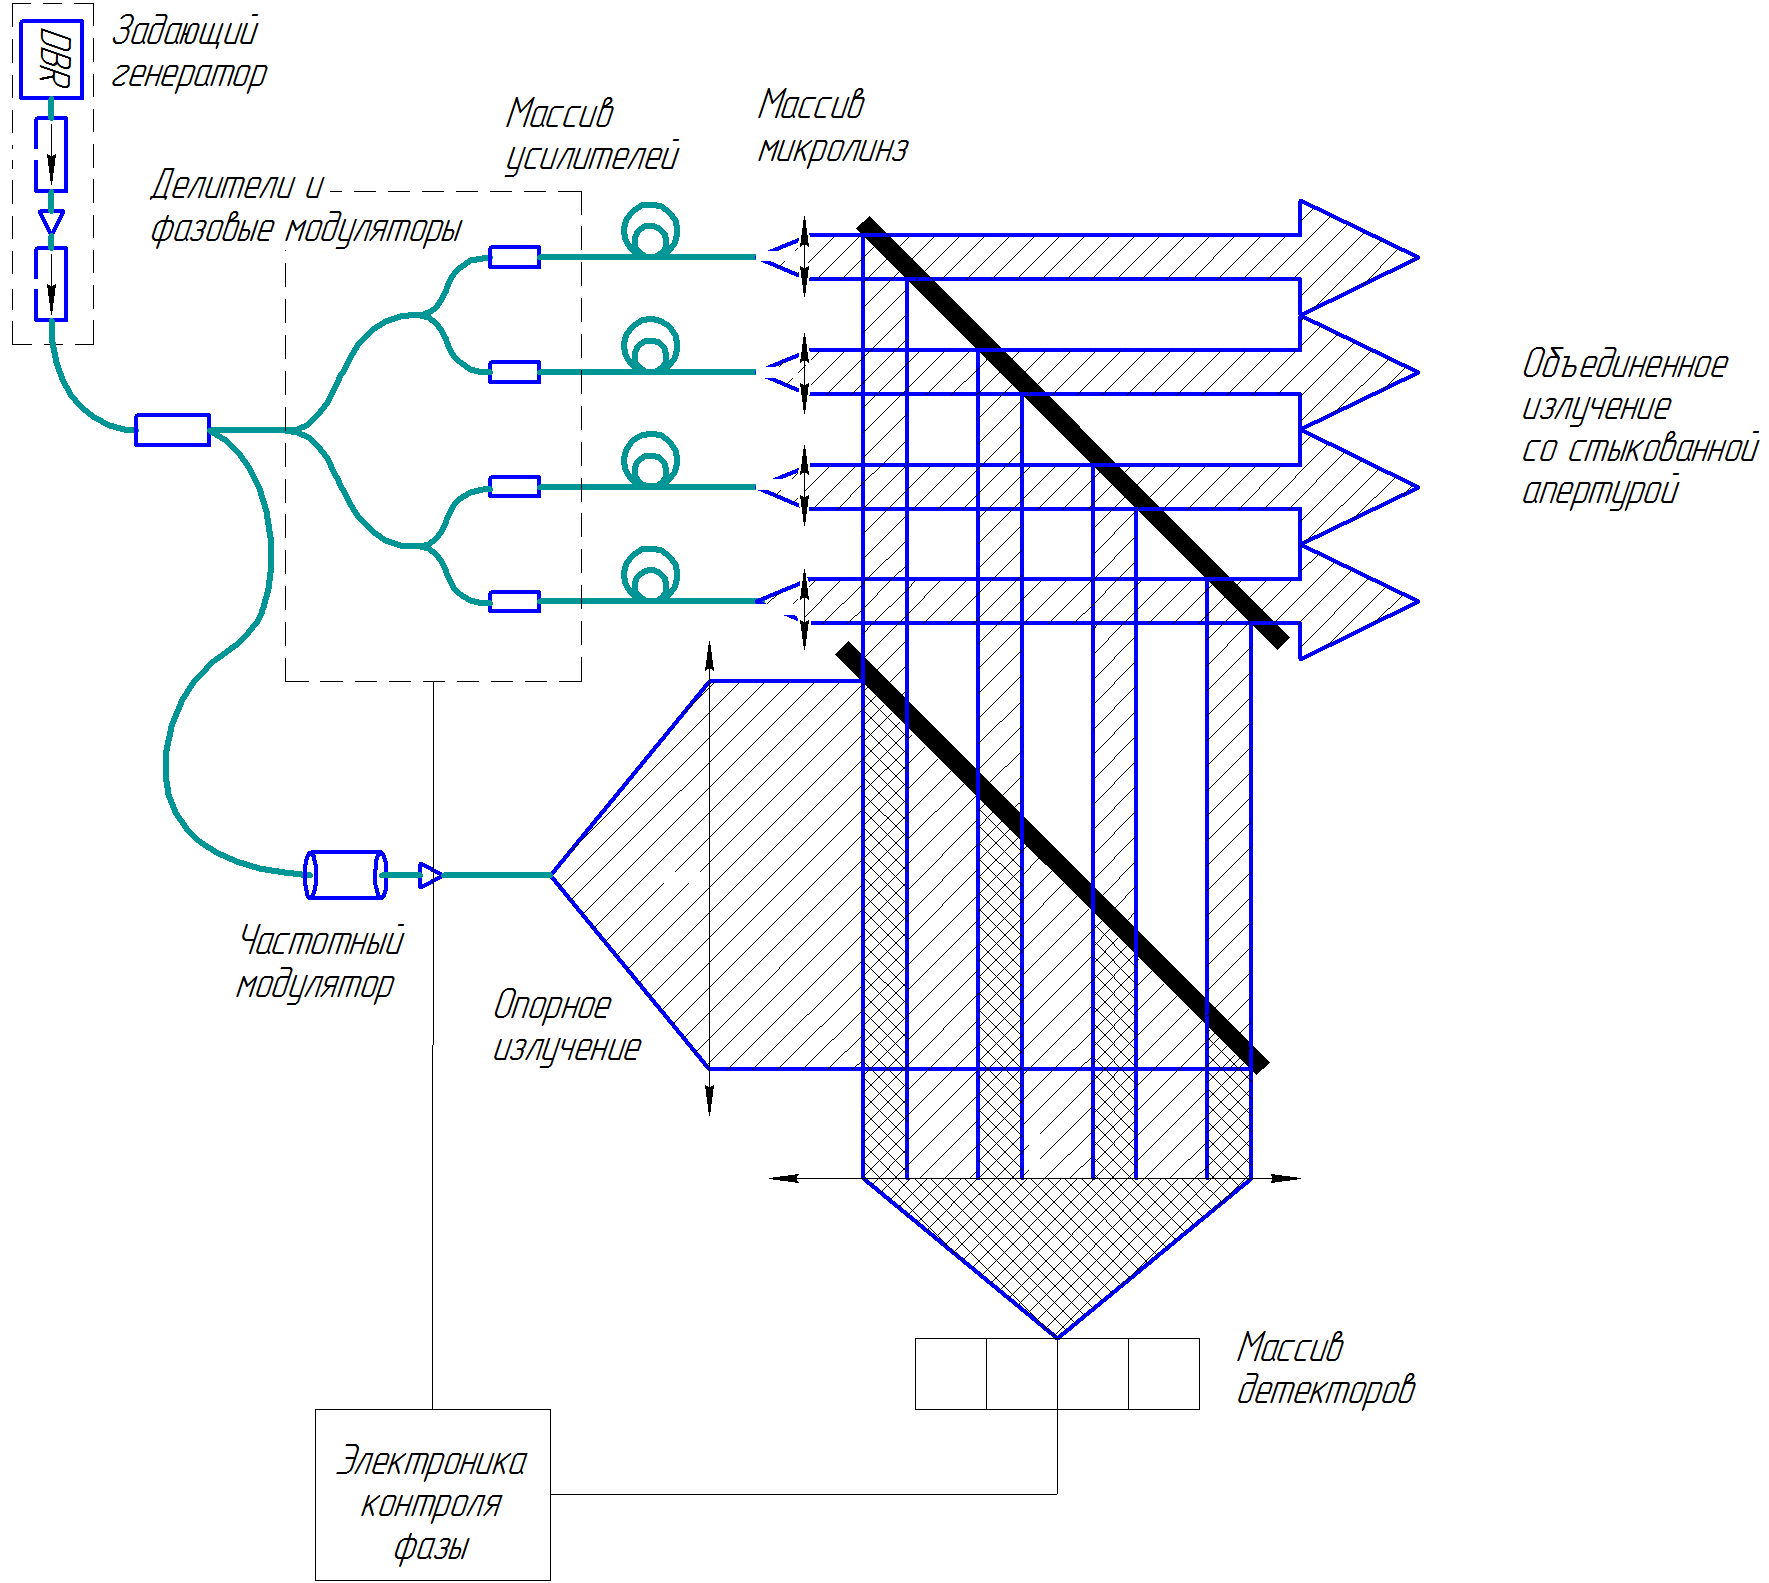 DBR
Задающий
генератор
Массив
усилителей
Массив
микролинз
Делители и
фазовые модуляторы
Объединенное
излучение
со стыкованной
апертурой
Частотный
модулятор
Опорное
излучение
Массив
детекторов
Электроника
контроля
фазы